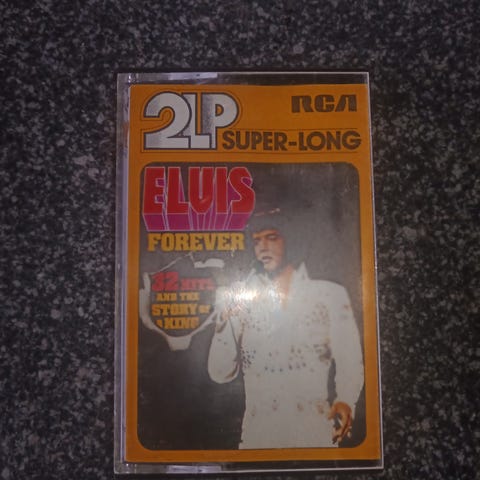 2LP
RCA
SUPER-LONG
ELVIS
FOREVER
32 HITS
AND THE
STORY OF
A KING